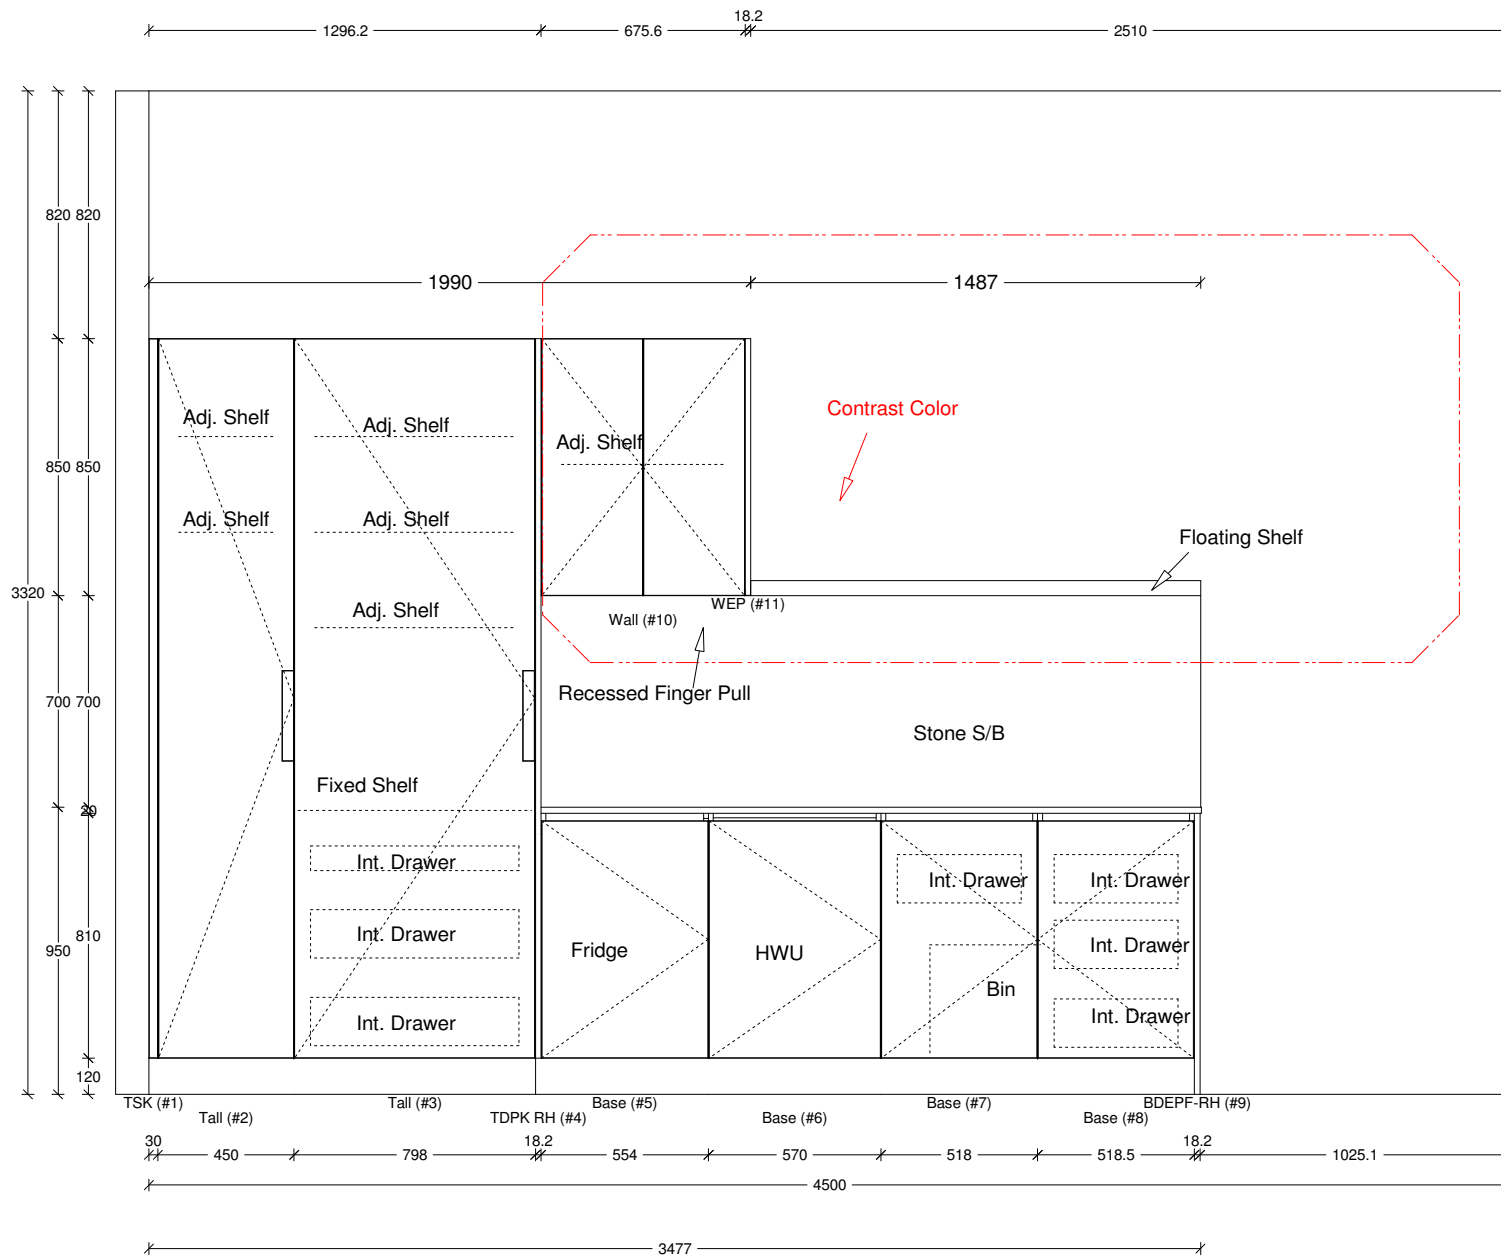 18.2
1296.2 675.6 2510
820 820
1990 1487
Contrast Color
Adj. Shelf Adj. Shelf Adj. Shelf
850 850
Adj. Shelf Adj. Shelf
Floating Shelf
3320
Adj. Shelf
WEP (#11)
Wall (#10)
Recessed Finger Pull
700 700
Stone S/B
Fixed Shelf
20
Int. Drawer
Int. Drawer Int. Drawer
Int. Drawer
950 810
Fridge HWU
Int. Drawer
Bin
Int. Drawer
Int. Drawer
120
TSK (#1) Tall (#3) Base (#5) Base (#7) BDEPF-RH (#9)
Tall (#2) TDPK RH (#4) Base (#6) Base (#8)
30 18.2 18.2
450 798 554 570 518 518.5 1025.1
4500
3477